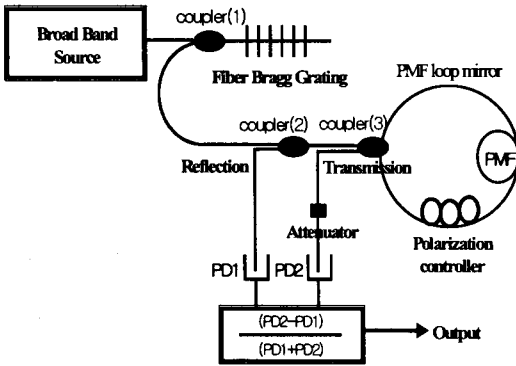 coupler(1)
Broad Band
Source
Fiber Bragg Grating
PMF loop mirror
coupler(2)
coupler(3)
Reflection
Transmission
PMF
Attenuator
Polarization
controller
PD1
PD2
(PD2-PD1)
(PD1+PD2)
Output